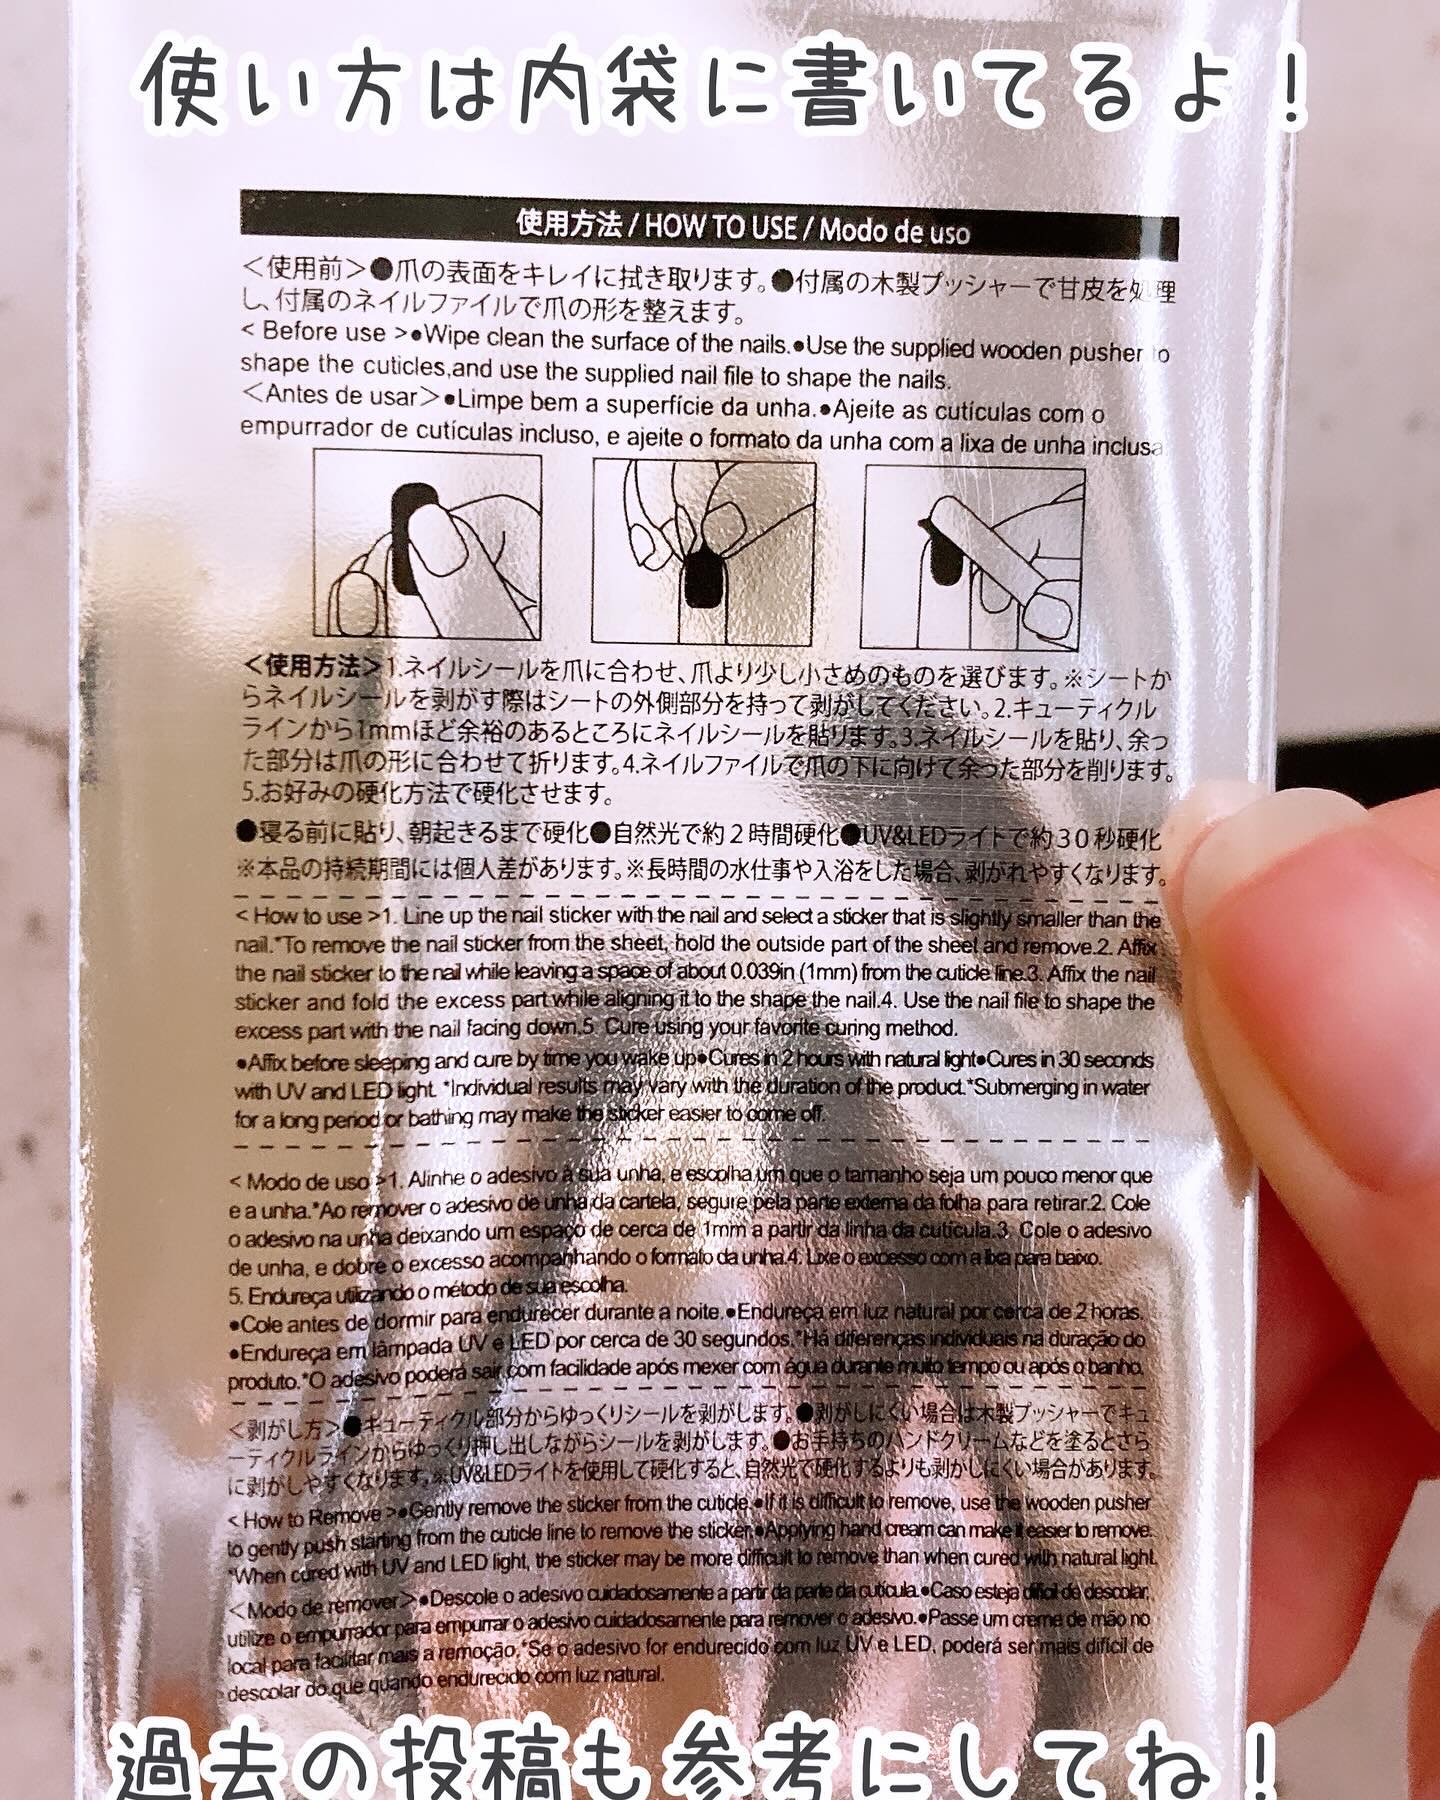 使い方は内袋に書いてるよ！
使用方法 / HOW TO USE / Modo de uso
＜使用前＞●爪の表面をキレイに拭き取ります。●付属の木製プッシャーで甘皮を処理
し、付属のネイルファイルで爪の形を整えます。
< Before use >●Wipe clean the surface of the nails.●Use the supplied wooden pusher to
shape the cuticles,and use the supplied nail file to shape the nails.
＜Antes de usar＞●Limpe bem a superfície da unha.●Ajeite as cutículas com o
empurrador de cutículas incluso, e ajeite o formato da unha com a lixa de unha inclusa
＜使用方法＞1.ネイルシールを爪に合わせ、爪より少し小さめのものを選びます。※シートか
らネイルシールを剥がす際はシートの外側部分を持って剥がしてください。2.キューティクル
ラインから1mmほど余裕のあるところにネイルシールを貼ります。3.ネイルシールを貼り、余っ
た部分は爪の形に合わせて折ります。4.ネイルファイルで爪の下に向けて余った部分を削ります。
5.お好みの硬化方法で硬化させます。
●寝る前に貼り、朝起きるまで硬化●自然光で約２時間硬化●UV&LEDライトで約30秒硬化
※本品の持続期間には個人差があります。※長時間の水仕事や入浴をした場合、剥がれやすくなります。
< How to use >1. Line up the nail sticker with the nail and select a sticker that is slightly smaller than the
nail.*To remove the nail sticker from the sheet, hold the outside part of the sheet and remove.2. Affix
the nail sticker to the nail while leaving a space of about 0.039in (1mm) from the cuticle line.3. Affix the nail
sticker and fold the excess part while aligning it to the shape the nail.4. Use the nail file to shape the
excess part with the nail facing down.5. Cure using your favorite curing method.
●Affix before sleeping and cure by time you wake up●Cures in 2 hours with natural light●Cures in 30 seconds
with UV and LED light. *Individual results may vary with the duration of the product.*Submerging in water
for a long period or bathing may make the sticker easier to come off.
< Modo de uso >1. Alinhe o adesivo à sua unha, e escolha um que o tamanho seja um pouco menor que
e a unha.*Ao remover o adesivo de unha da cartela, segure pela parte externa da folha para retirar.2. Cole
o adesivo na unha deixando um espaço de cerca de 1mm a partir da linha da cutícula.3. Cole o adesivo
de unha, e dobre o excesso acompanhando o formato da unha.4. Lixe o excesso com a lixa para baixo.
5. Endureça utilizando o método de sua escolha.
●Cole antes de dormir para endurecer durante a noite.●Endureça em luz natural por cerca de 2 horas.
●Endureça em lâmpada UV e LED por cerca de 30 segundos.*Há diferenças individuais na duração do
produto.*O adesivo poderá sair com facilidade após mexer com água durante muito tempo ou após o banho.
＜剥がし方＞●キューティクル部分からゆっくりシールを剥がします。●剥がしにくい場合は木製プッシャーでキュ
ーティクルラインからゆっくり押し出しながらシールを剥がします。●お手持ちのハンドクリームなどを塗るとさら
に剥がしやすくなります。※UV&LEDライトを使用して硬化すると、自然光で硬化するよりも剥がしにくい場合があります。
< How to Remove >●Gently remove the sticker from the cuticle.●If it is difficult to remove, use the wooden pusher
to gently push starting from the cuticle line to remove the sticker.●Applying hand cream can make it easier to remove.
*When cured with UV and LED light, the sticker may be more difficult to remove than when cured with natural light.
＜Modo de remover＞●Descole o adesivo cuidadosamente a partir da parte da cutícula.●Caso esteja difícil de descolar,
utilize o empurrador para empurrar o adesivo cuidadosamente para remover o adesivo.●Passe um creme de mão no
local para facilitar mais a remoção.*Se o adesivo for endurecido com luz UV e LED, poderá ser mais difícil de
descolar do que quando endurecido com luz natural.
過去の投稿も参考にしてね！